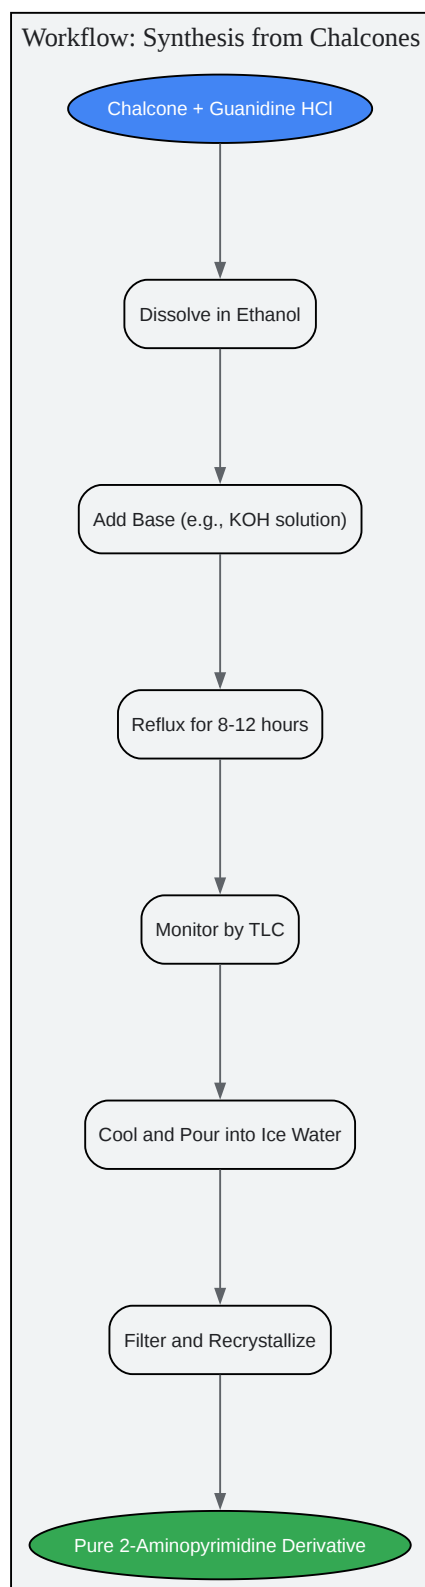 Workflow: Synthesis from Chalcones
Chalcone + Guanidine HCl
Dissolve in Ethanol
Add Base (e.g., KOH solution)
Reflux for 8-12 hours
Monitor by TLC
Cool and Pour into Ice Water
Filter and Recrystallize
Pure 2-Aminopyrimidine Derivative